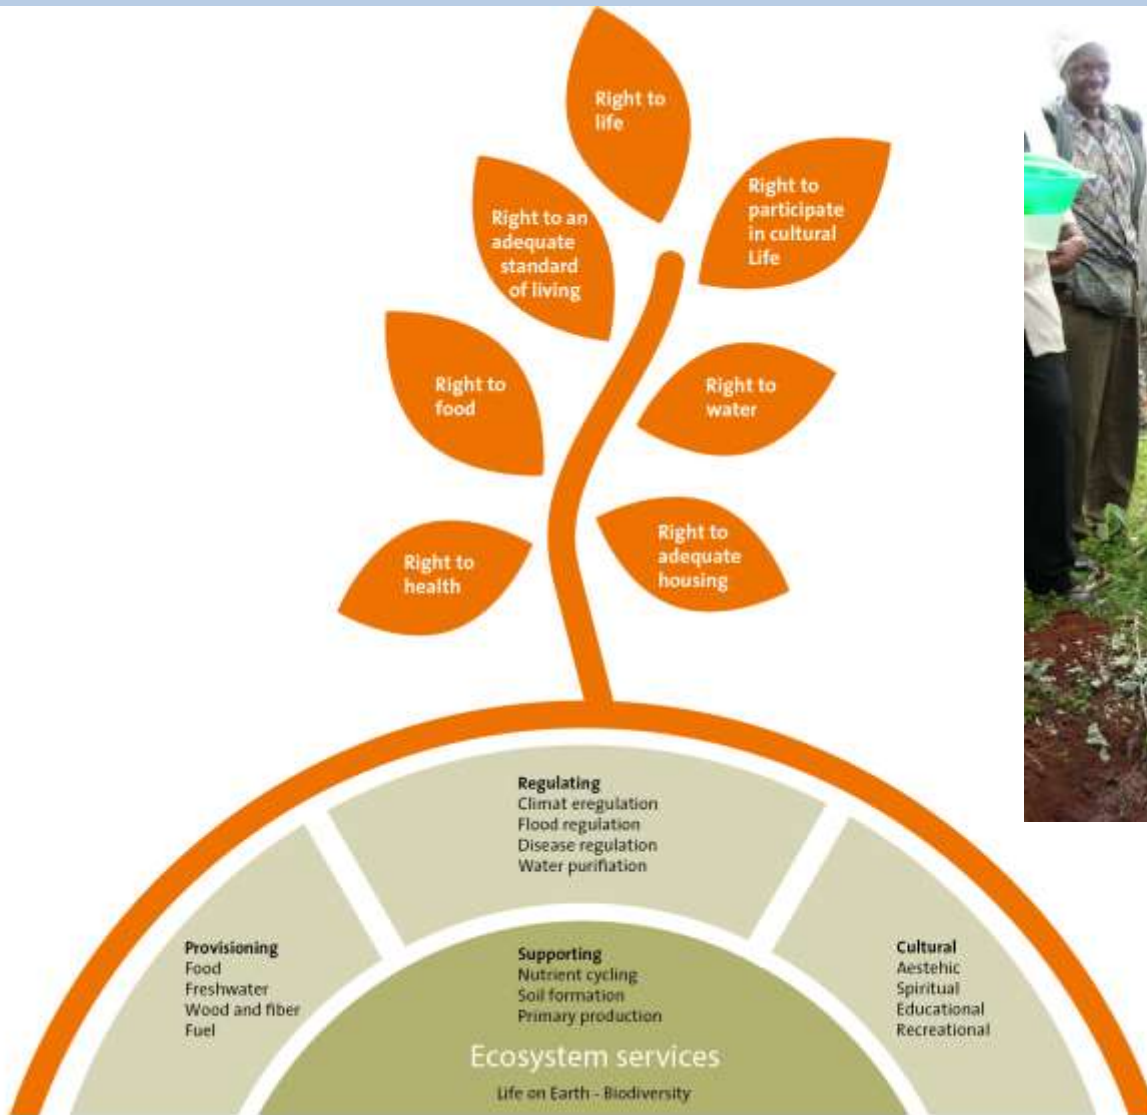 Right to
life
Right to
participate
in cultural
Life
Right to an
adequate
standard
of living
Right to
food
Right to
water
Right to
adequate
housing
Right to
health
Regulating
Climat eregulation
Flood regulation
Disease regulation
Water purifiation
Provisioning
Food
Freshwater
Wood and fiber
Fuel
Supporting
Nutrient cycling
Soil formation
Primary production
Cultural
Aestehic
Spiritual
Educational
Recreational
Ecosystem services
Life on Earth - Biodiversity